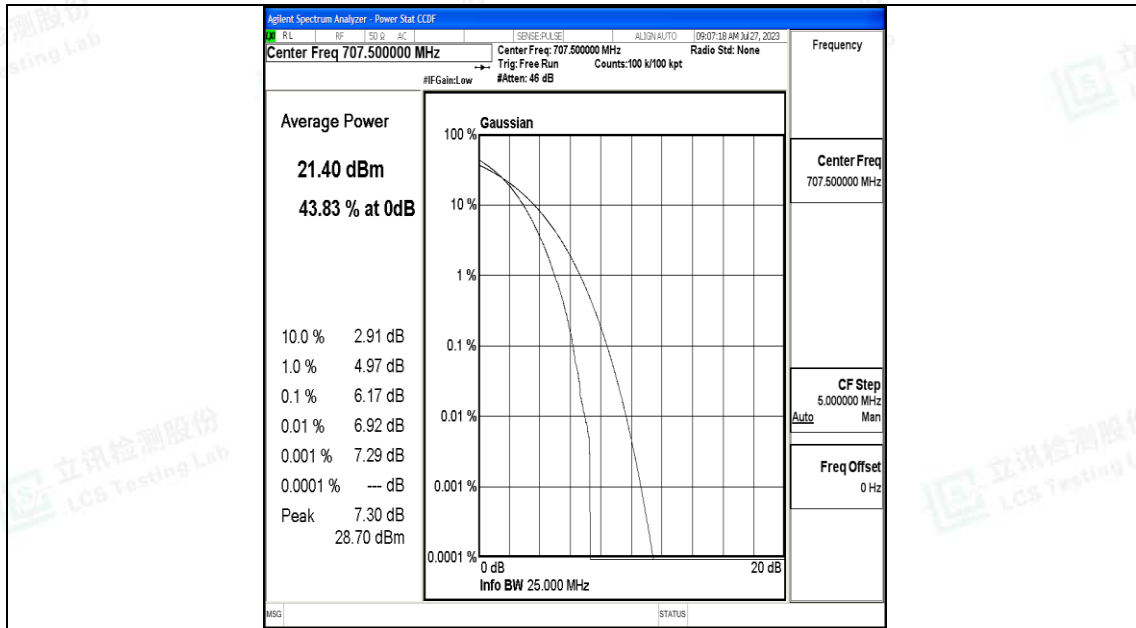 Agilent Spectrum Analyzer - Power Stat CCDF
RL RF 50 Ω AC SENSE:PULSE ALIGNAUTO 09:07:18 AM Jul 27, 2023
Center Freq 707.500000 MHz
Center Freq: 707.500000 MHz Radio Std: None
Trig: Free Run Counts:100 k/100 kpt
#IFGain:Low #Atten: 46 dB
Frequency
Average Power
21.40 dBm
43.83 % at 0dB
10.0 % 2.91 dB
1.0 % 4.97 dB
0.1 % 6.17 dB
0.01 % 6.92 dB
0.001 % 7.29 dB
0.0001 % --- dB
Peak 7.30 dB
28.70 dBm
Gaussian
100 %
10 %
1 %
0.1 %
0.01 %
0.001 %
0.0001 %
0 dB 20 dB
Info BW 25.000 MHz
Center Freq
707.500000 MHz
CF Step
5.000000 MHz
Auto Man
Freq Offset
0 Hz
MSG STATUS
立讯检测股份
LCS Testing Lab